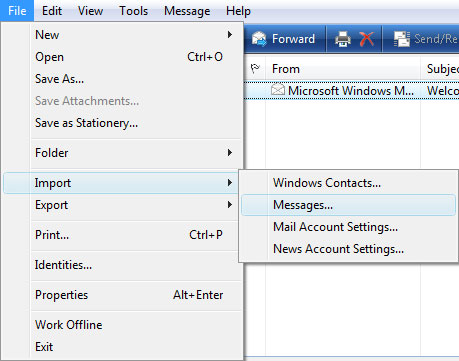 File Edit View Tools Message Help
New
Open Ctrl+O
Save As...
Save Attachments...
Save as Stationery...
Folder
Import
Export
Print... Ctrl+P
Identities...
Properties Alt+Enter
Work Offline
Exit
Forward Send/Re
From Subje
Microsoft Windows M... Welco
Windows Contacts...
Messages...
Mail Account Settings...
News Account Settings...